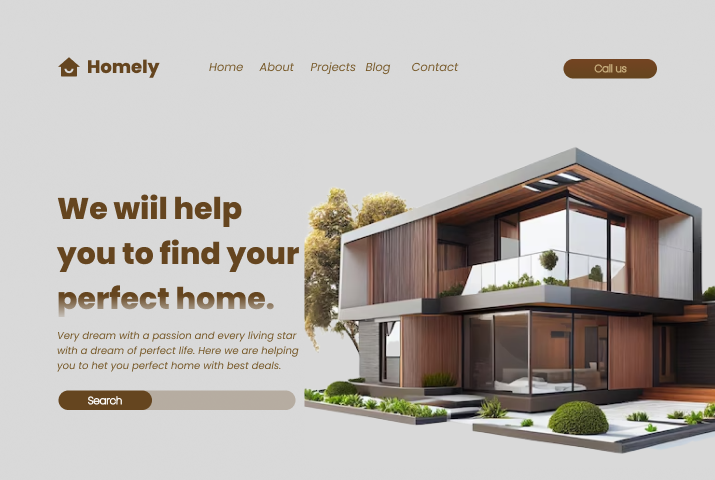 Homely
Home About Projects Blog Contact
Call us
We wiil help
you to find your
perfect home.
Very dream with a passion and every living star
with a dream of perfect life. Here we are helping
you to het you perfect home with best deals.
Search